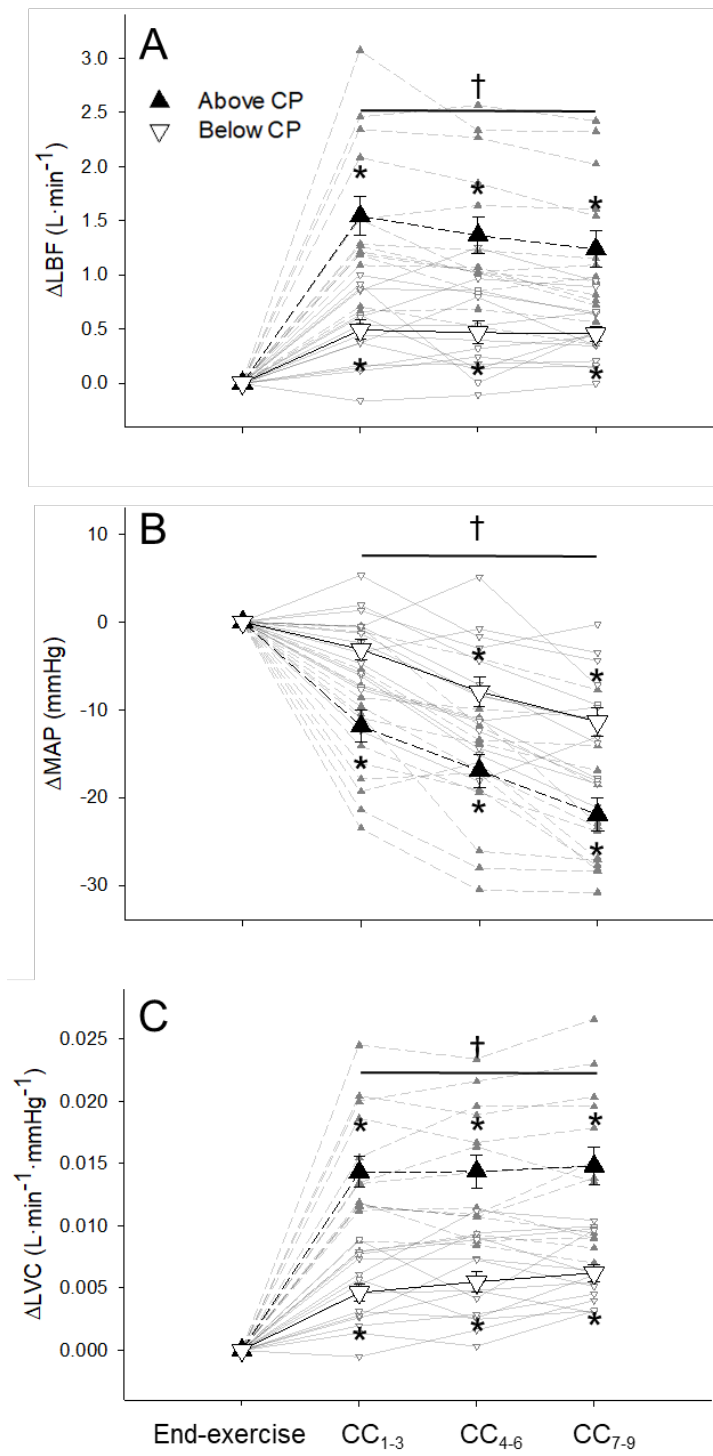 A
†
3.0
▲ Above CP
▽ Below CP
2.5
2.0
* * *
1.5
1.0
0.5
* * *
0.0
ΔLBF (L·min⁻¹)
B
†
10
0
* *
-10
* * *
-20
-30
ΔMAP (mmHg)
C
†
0.025
0.020
* * *
0.015
0.010
0.005
* * *
0.000
ΔLVC (L·min⁻¹·mmHg⁻¹)
End-exercise CC₁₋₃ CC₄₋₆ CC₇₋₉